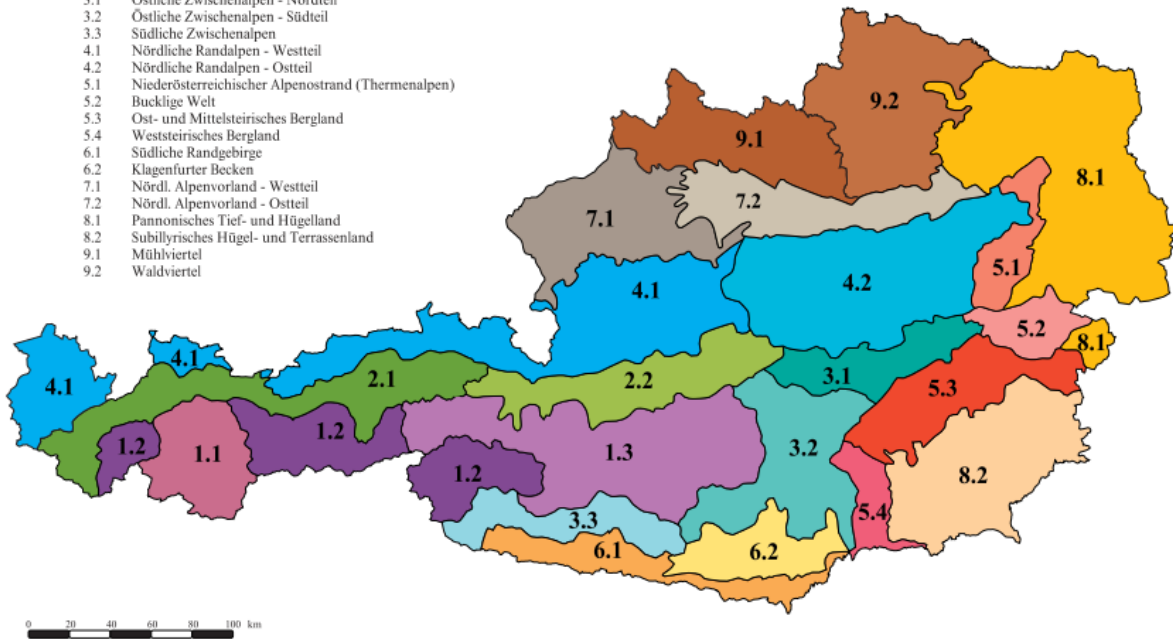 3.1 Östliche Zwischenalpen - Nordteil
3.2 Östliche Zwischenalpen - Südteil
3.3 Südliche Zwischenalpen
4.1 Nördliche Randalpen - Westteil
4.2 Nördliche Randalpen - Ostteil
5.1 Niederösterreichischer Alpenostrand (Thermenalpen)
5.2 Bucklige Welt
5.3 Ost- und Mittelsteirisches Bergland
5.4 Weststeirisches Bergland
6.1 Südliche Randgebirge
6.2 Klagenfurter Becken
7.1 Nördl. Alpenvorland - Westteil
7.2 Nördl. Alpenvorland - Ostteil
8.1 Pannonisches Tief- und Hügelland
8.2 Subillyrisches Hügel- und Terrassenland
9.1 Mühlviertel
9.2 Waldviertel
9.2
9.1
8.1
7.2
7.1
5.1
4.2
4.1
5.2
8.1
4.1
3.1
2.1
2.2
4.1
5.3
1.2
1.2
1.1
1.3
3.2
1.2
8.2
5.4
3.3
6.1
6.2
0 20 40 60 80 100 km